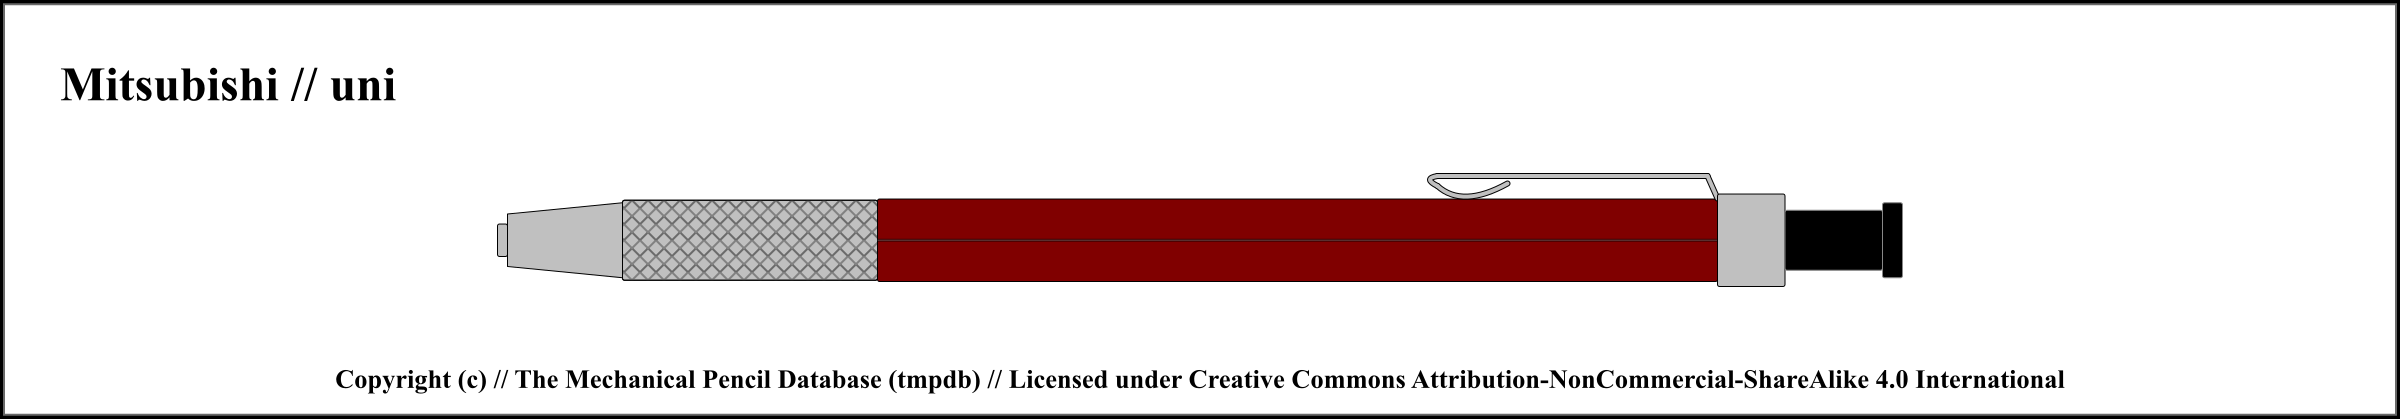 Mitsubishi // uni
Copyright (c) // The Mechanical Pencil Database (tmpdb) // Licensed under Creative Commons Attribution-NonCommercial-ShareAlike 4.0 International